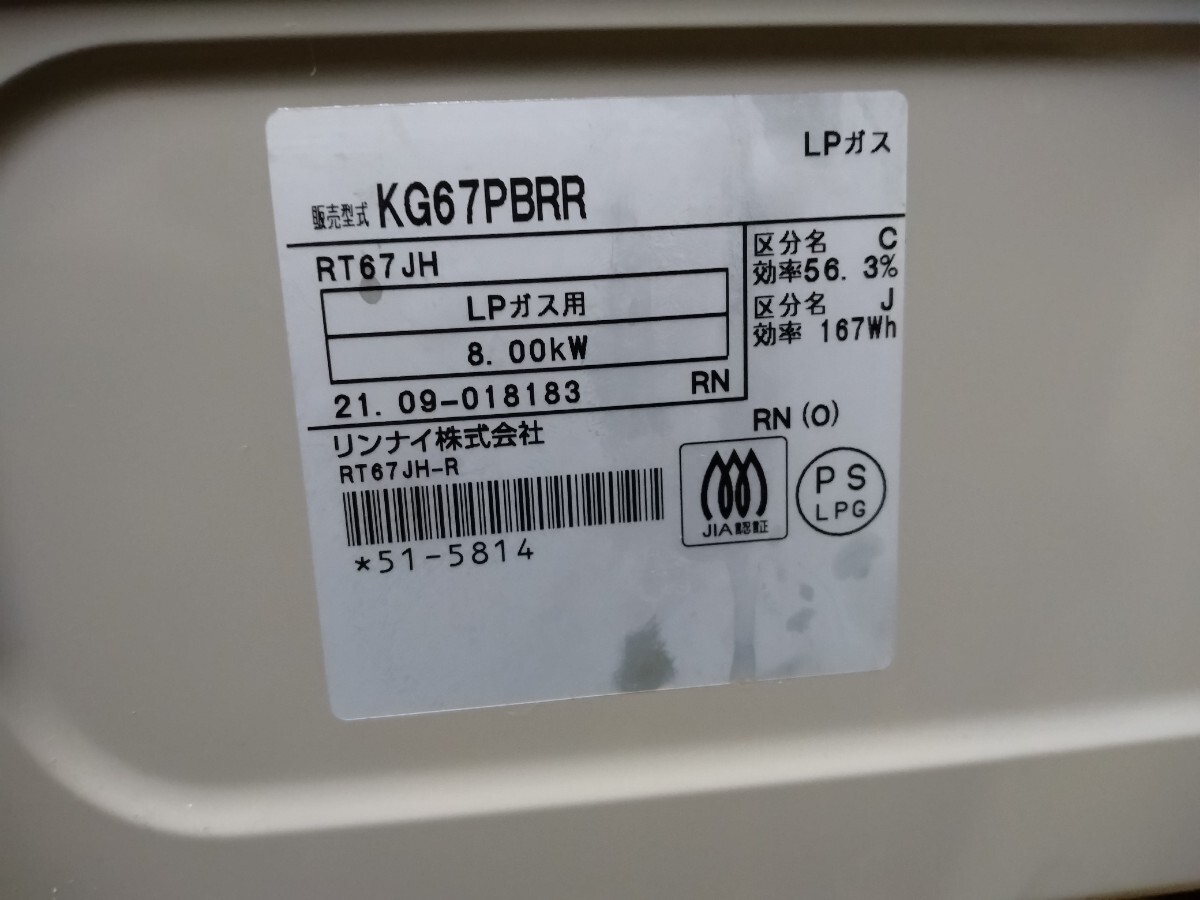 LPガス
販売型式 KG67PBRR
RT67JH
LPガス用
8.00kW
21.09-018183 RN
区分名 C
効率56.3%
区分名 J
効率 167Wh
リンナイ株式会社
RT67JH-R
*51-5814
RN(O)
JIA認証
PS
LPG